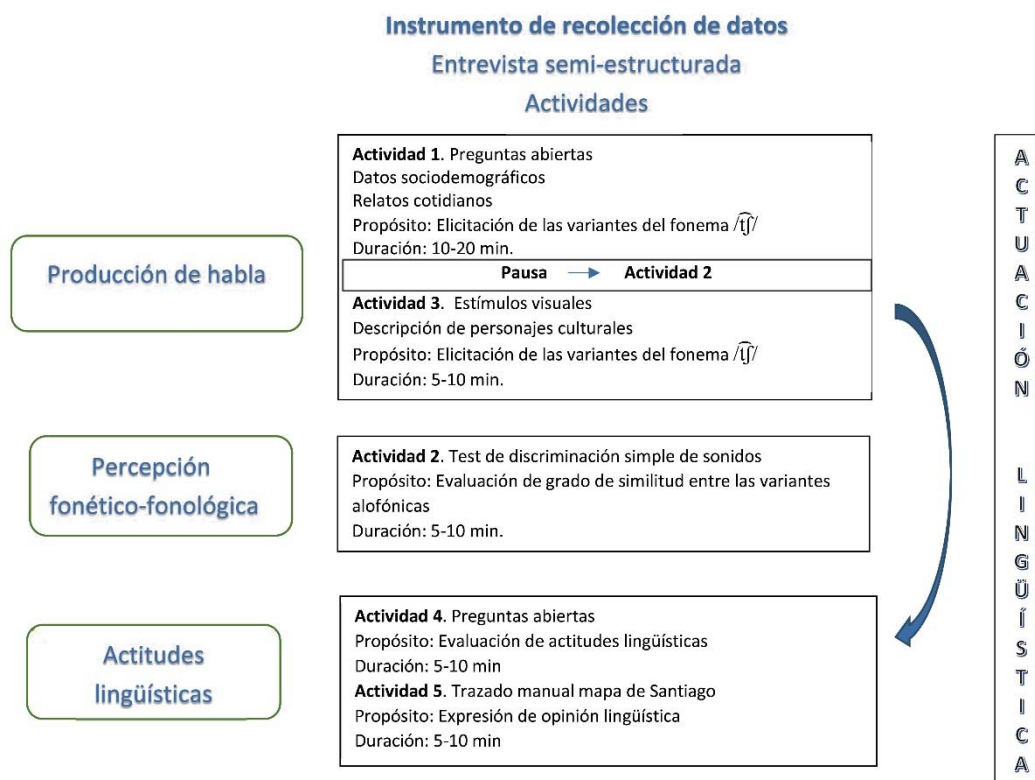 Instrumento de recolección de datos
Entrevista semi-estructurada
Actividades
Producción de habla
Actividad 1. Preguntas abiertas
Datos sociodemográficos
Relatos cotidianos
Propósito: Elicitación de las variantes del fonema /t͡ʃ/
Duración: 10-20 min.
Pausa → Actividad 2
Actividad 3. Estímulos visuales
Descripción de personajes culturales
Propósito: Elicitación de las variantes del fonema /t͡ʃ/
Duración: 5-10 min.
Percepción
fonético-fonológica
Actividad 2. Test de discriminación simple de sonidos
Propósito: Evaluación de grado de similitud entre las variantes
alofónicas
Duración: 5-10 min.
Actitudes
lingüísticas
Actividad 4. Preguntas abiertas
Propósito: Evaluación de actitudes lingüísticas
Duración: 5-10 min
Actividad 5. Trazado manual mapa de Santiago
Propósito: Expresión de opinión lingüística
Duración: 5-10 min
ACTUACIÓN
LINGÜÍSTICA